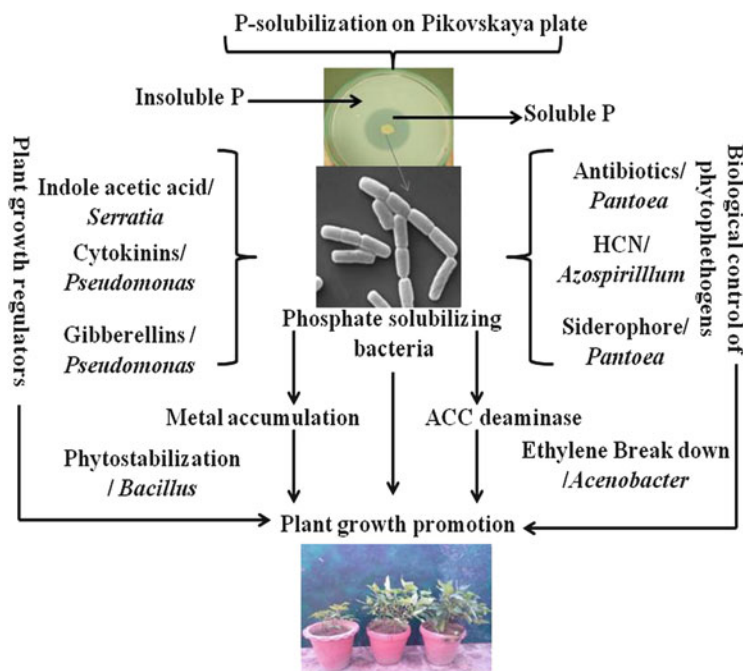 P-solubilization on Pikovskaya plate
Insoluble P
Soluble P
Plant growth regulators
Indole acetic acid/
Serratia
Cytokinins/
Pseudomonas
Gibberellins /
Pseudomonas
Antibiotics/
Pantoea
HCN/
Azospirilllum
Siderophore/
Pantoea
Biological control of
phytophethogens
Phosphate solubilizing
bacteria
Metal accumulation
ACC deaminase
Phytostabilization
/ Bacillus
Ethylene Break down
/Acenobacter
Plant growth promotion